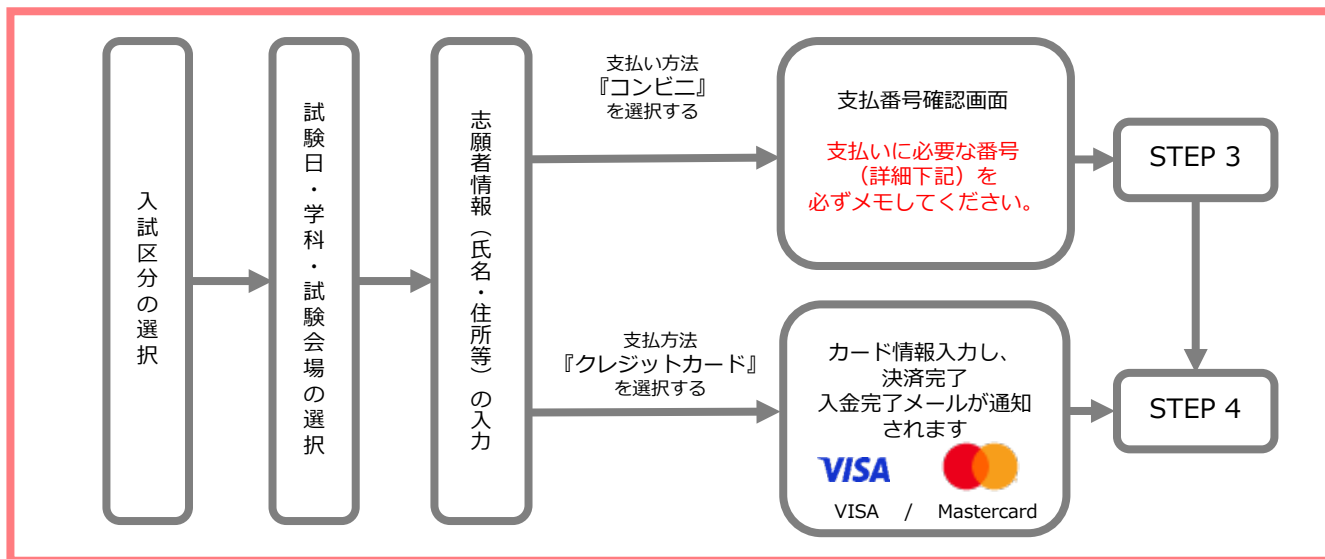 入試区分の選択
試験日・学科・試験会場の選択
志願者情報（氏名・住所等）の入力
支払い方法
『コンビニ』
を選択する
支払番号確認画面
支払いに必要な番号
（詳細下記）を
必ずメモしてください。
STEP 3
支払方法
『クレジットカード』
を選択する
カード情報入力し、
決済完了
入金完了メールが通知
されます
VISA
VISA / Mastercard
STEP 4